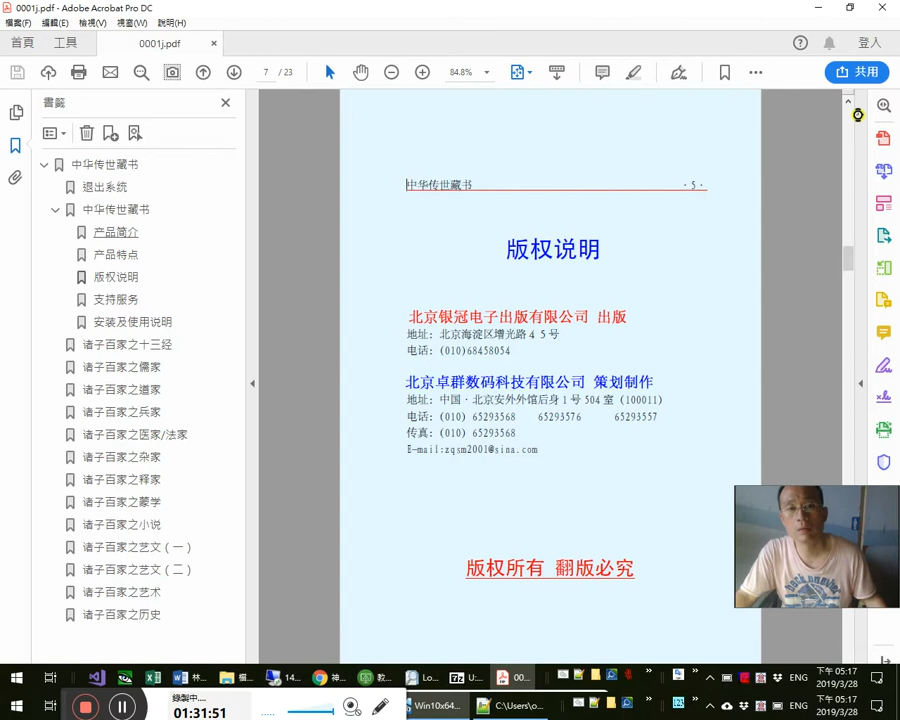 0001j.pdf - Adobe Acrobat Pro DC
檔案(F) 編輯(E) 檢視(V) 視窗(W) 說明(H)
首頁 工具 0001j.pdf × 登入
7 / 23 84.8% 共用
書籤
中华传世藏书
退出系统
中华传世藏书
产品简介
产品特点
版权说明
支持服务
安装及使用说明
诸子百家之十三经
诸子百家之儒家
诸子百家之道家
诸子百家之兵家
诸子百家之医家/法家
诸子百家之杂家
诸子百家之释家
诸子百家之蒙学
诸子百家之小说
诸子百家之艺文(一)
诸子百家之艺文(二)
诸子百家之艺术
诸子百家之历史
中华传世藏书 ·5·
版权说明
北京银冠电子出版有限公司 出版
地址: 北京海淀区增光路45号
电话: (010)68458054
北京卓群数码科技有限公司 策划制作
地址: 中国·北京安外外馆后身1号504室 (100011)
电话: (010) 65293568 65293576 65293557
传真: (010) 65293568
E-mail:zqsm2001@sina.com
版权所有 翻版必究
林... 14... 神... 教... Lo... U:... 00... ENG 下午 05:17
2019/3/28
錄製中...
01:31:51
Win10x64... C:\Users\o... ENG 下午 05:17
2019/3/28